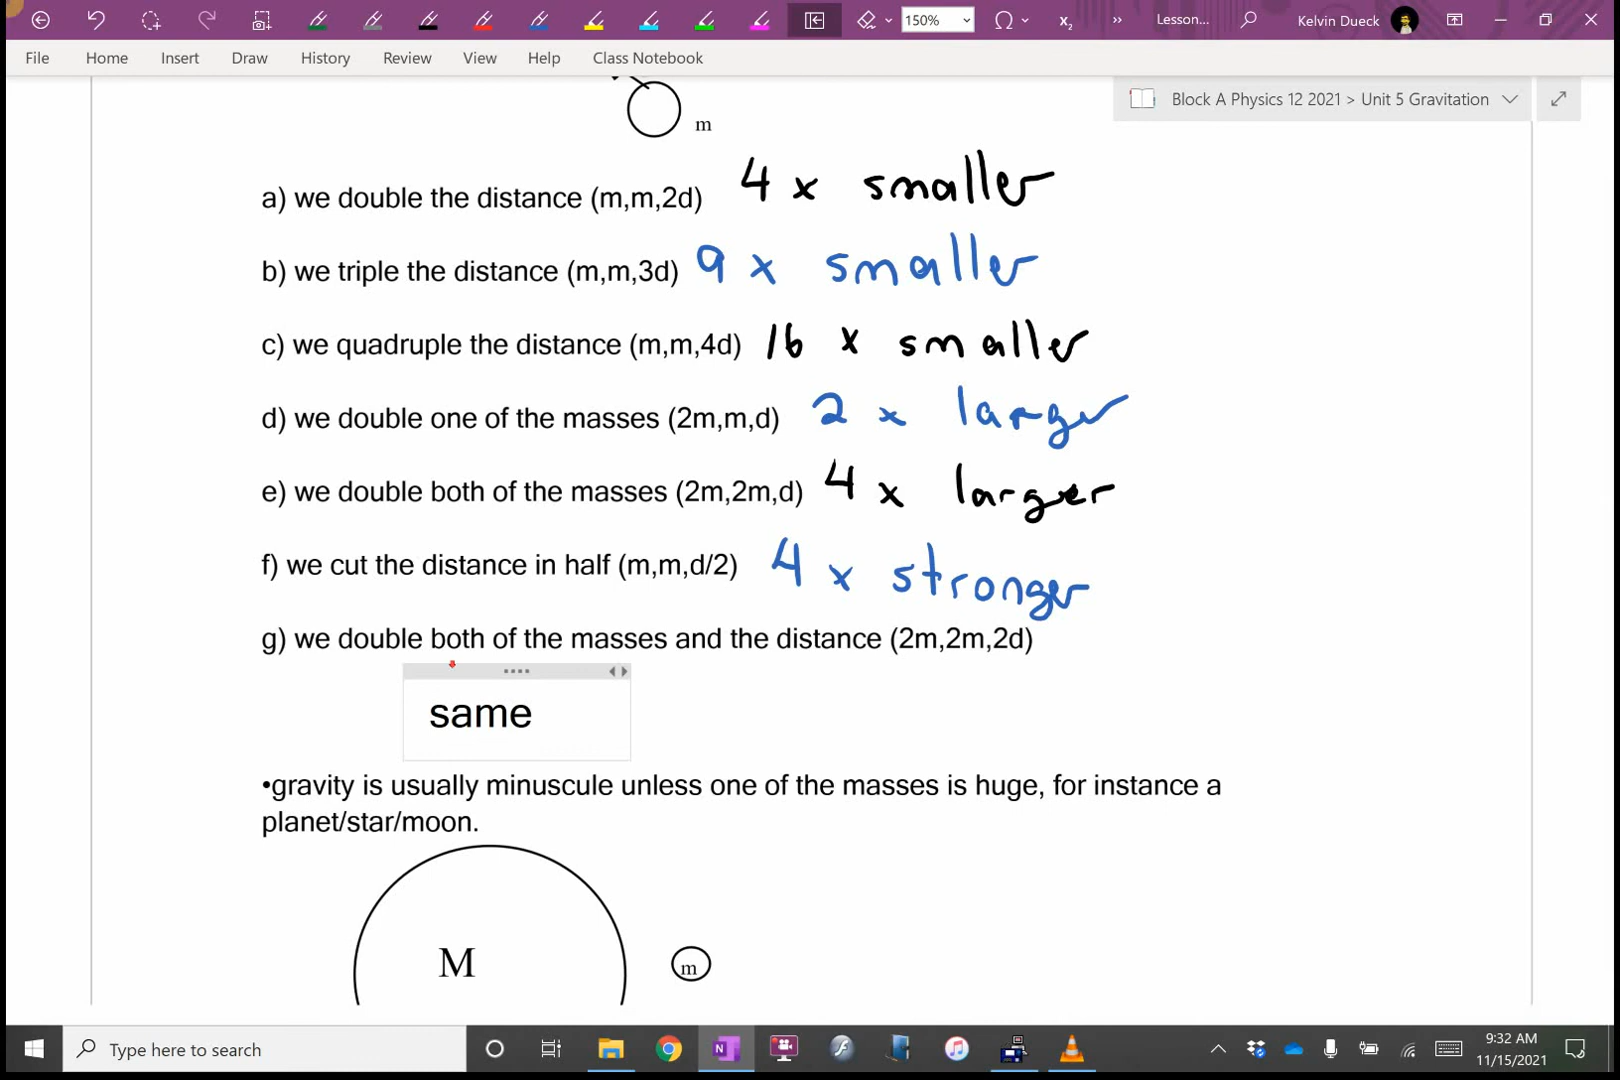 150%
Ω
x₂
Lesson...
Kelvin Dueck
File Home Insert Draw History Review View Help Class Notebook
Block A Physics 12 2021 > Unit 5 Gravitation
m
a) we double the distance (m,m,2d) 4 x smaller
b) we triple the distance (m,m,3d) 9 x smaller
c) we quadruple the distance (m,m,4d) 16 x smaller
d) we double one of the masses (2m,m,d) 2 x larger
e) we double both of the masses (2m,2m,d) 4 x larger
f) we cut the distance in half (m,m,d/2) 4 x stronger
g) we double both of the masses and the distance (2m,2m,2d)
same
•gravity is usually minuscule unless one of the masses is huge, for instance a
planet/star/moon.
M m
Type here to search
9:32 AM
11/15/2021